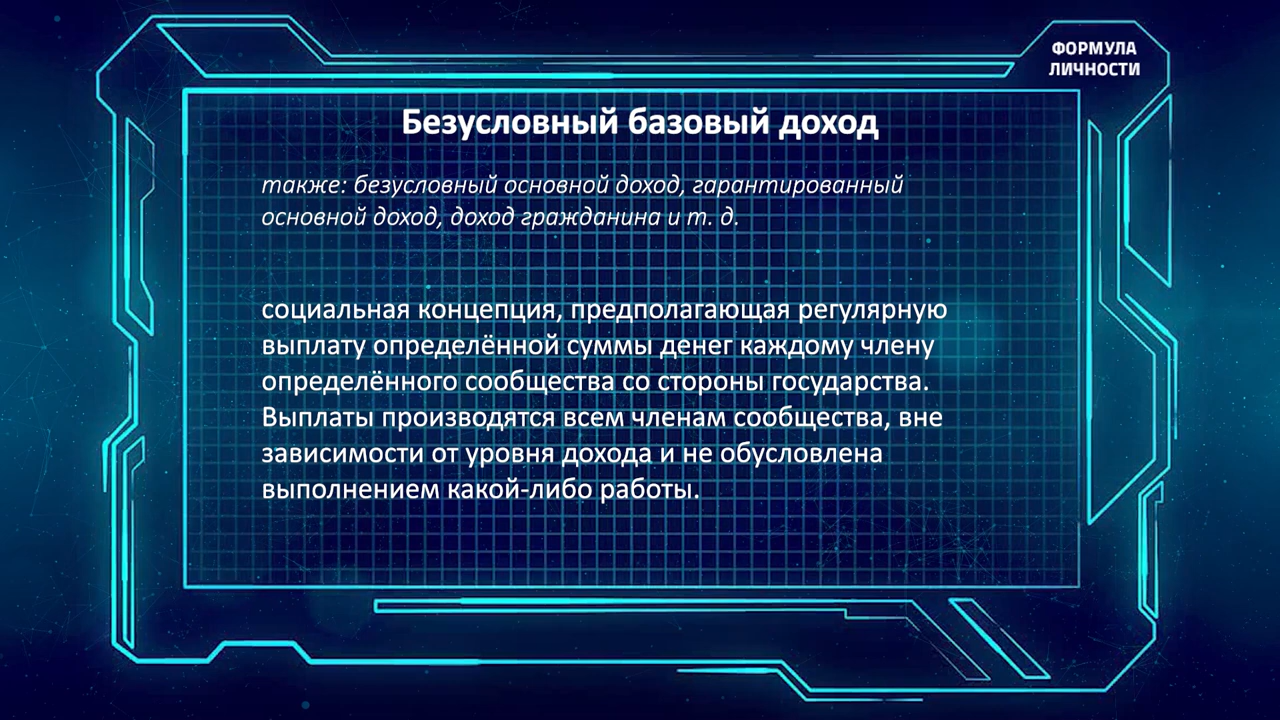 ФОРМУЛА
ЛИЧНОСТИ
Безусловный базовый доход
также: безусловный основной доход, гарантированный
основной доход, доход гражданина и т. д.
социальная концепция, предполагающая регулярную
выплату определённой суммы денег каждому члену
определённого сообщества со стороны государства.
Выплаты производятся всем членам сообщества, вне
зависимости от уровня дохода и не обусловлена
выполнением какой-либо работы.